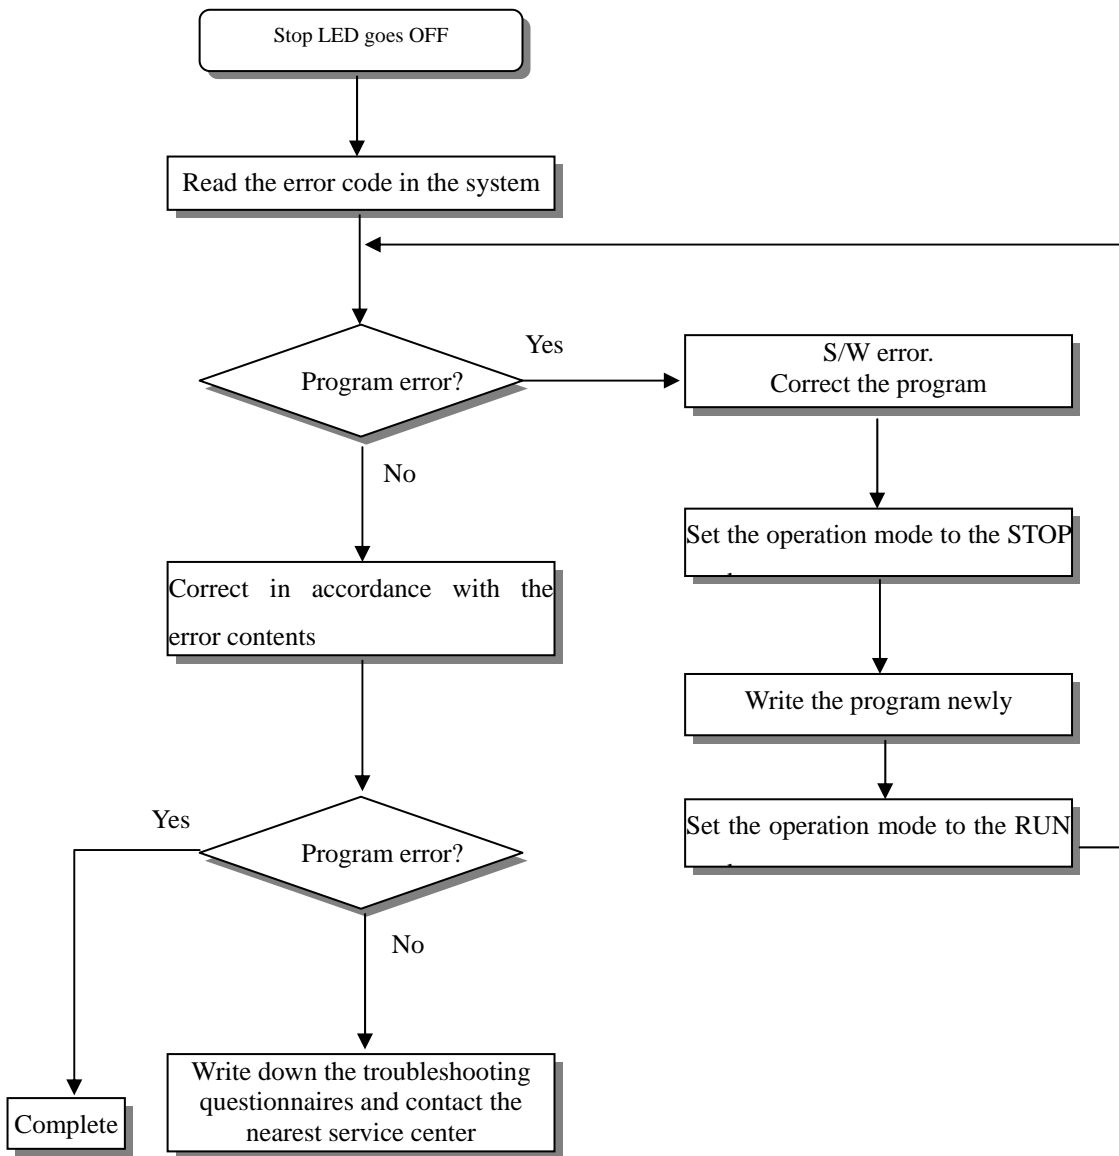 Stop LED goes OFF
Read the error code in the system
Program error?
Yes
S/W error.
Correct the program
No
Set the operation mode to the STOP
Correct in accordance with the
error contents
Write the program newly
Set the operation mode to the RUN
Yes
Program error?
No
Write down the troubleshooting
questionnaires and contact the
nearest service center
Complete